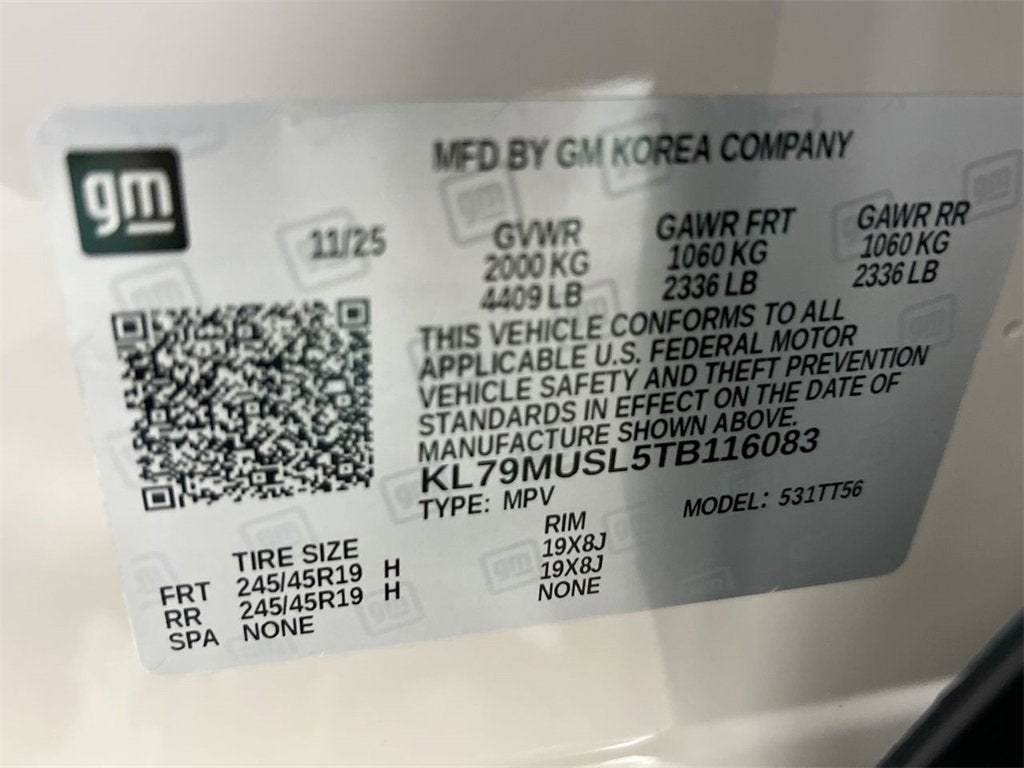 gm
MFD BY GM KOREA COMPANY
11/25
GVWR GAWR FRT GAWR RR
2000 KG 1060 KG 1060 KG
4409 LB 2336 LB 2336 LB
THIS VEHICLE CONFORMS TO ALL
APPLICABLE U.S. FEDERAL MOTOR
VEHICLE SAFETY AND THEFT PREVENTION
STANDARDS IN EFFECT ON THE DATE OF
MANUFACTURE SHOWN ABOVE.
KL79MUSL5TB116083
TYPE: MPV MODEL: 531TT56
TIRE SIZE RIM
FRT 245/45R19 H 19X8J
RR 245/45R19 H 19X8J
SPA NONE NONE